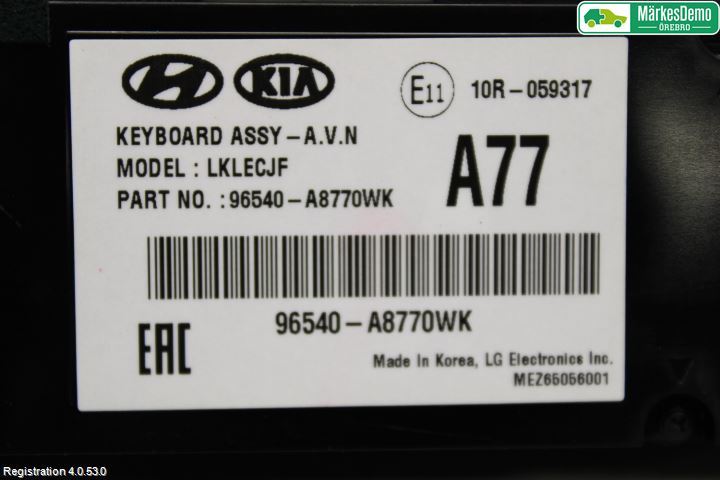 MärkesDemo
ÖREBRO
KIA
E11 10R-059317
KEYBOARD ASSY-A.V.N
MODEL : LKLECJF
PART NO. : 96540-A8770WK
A77
96540-A8770WK
EAC
Made In Korea, LG Electronics Inc.
MEZ65056001
Registration 4.0.53.0